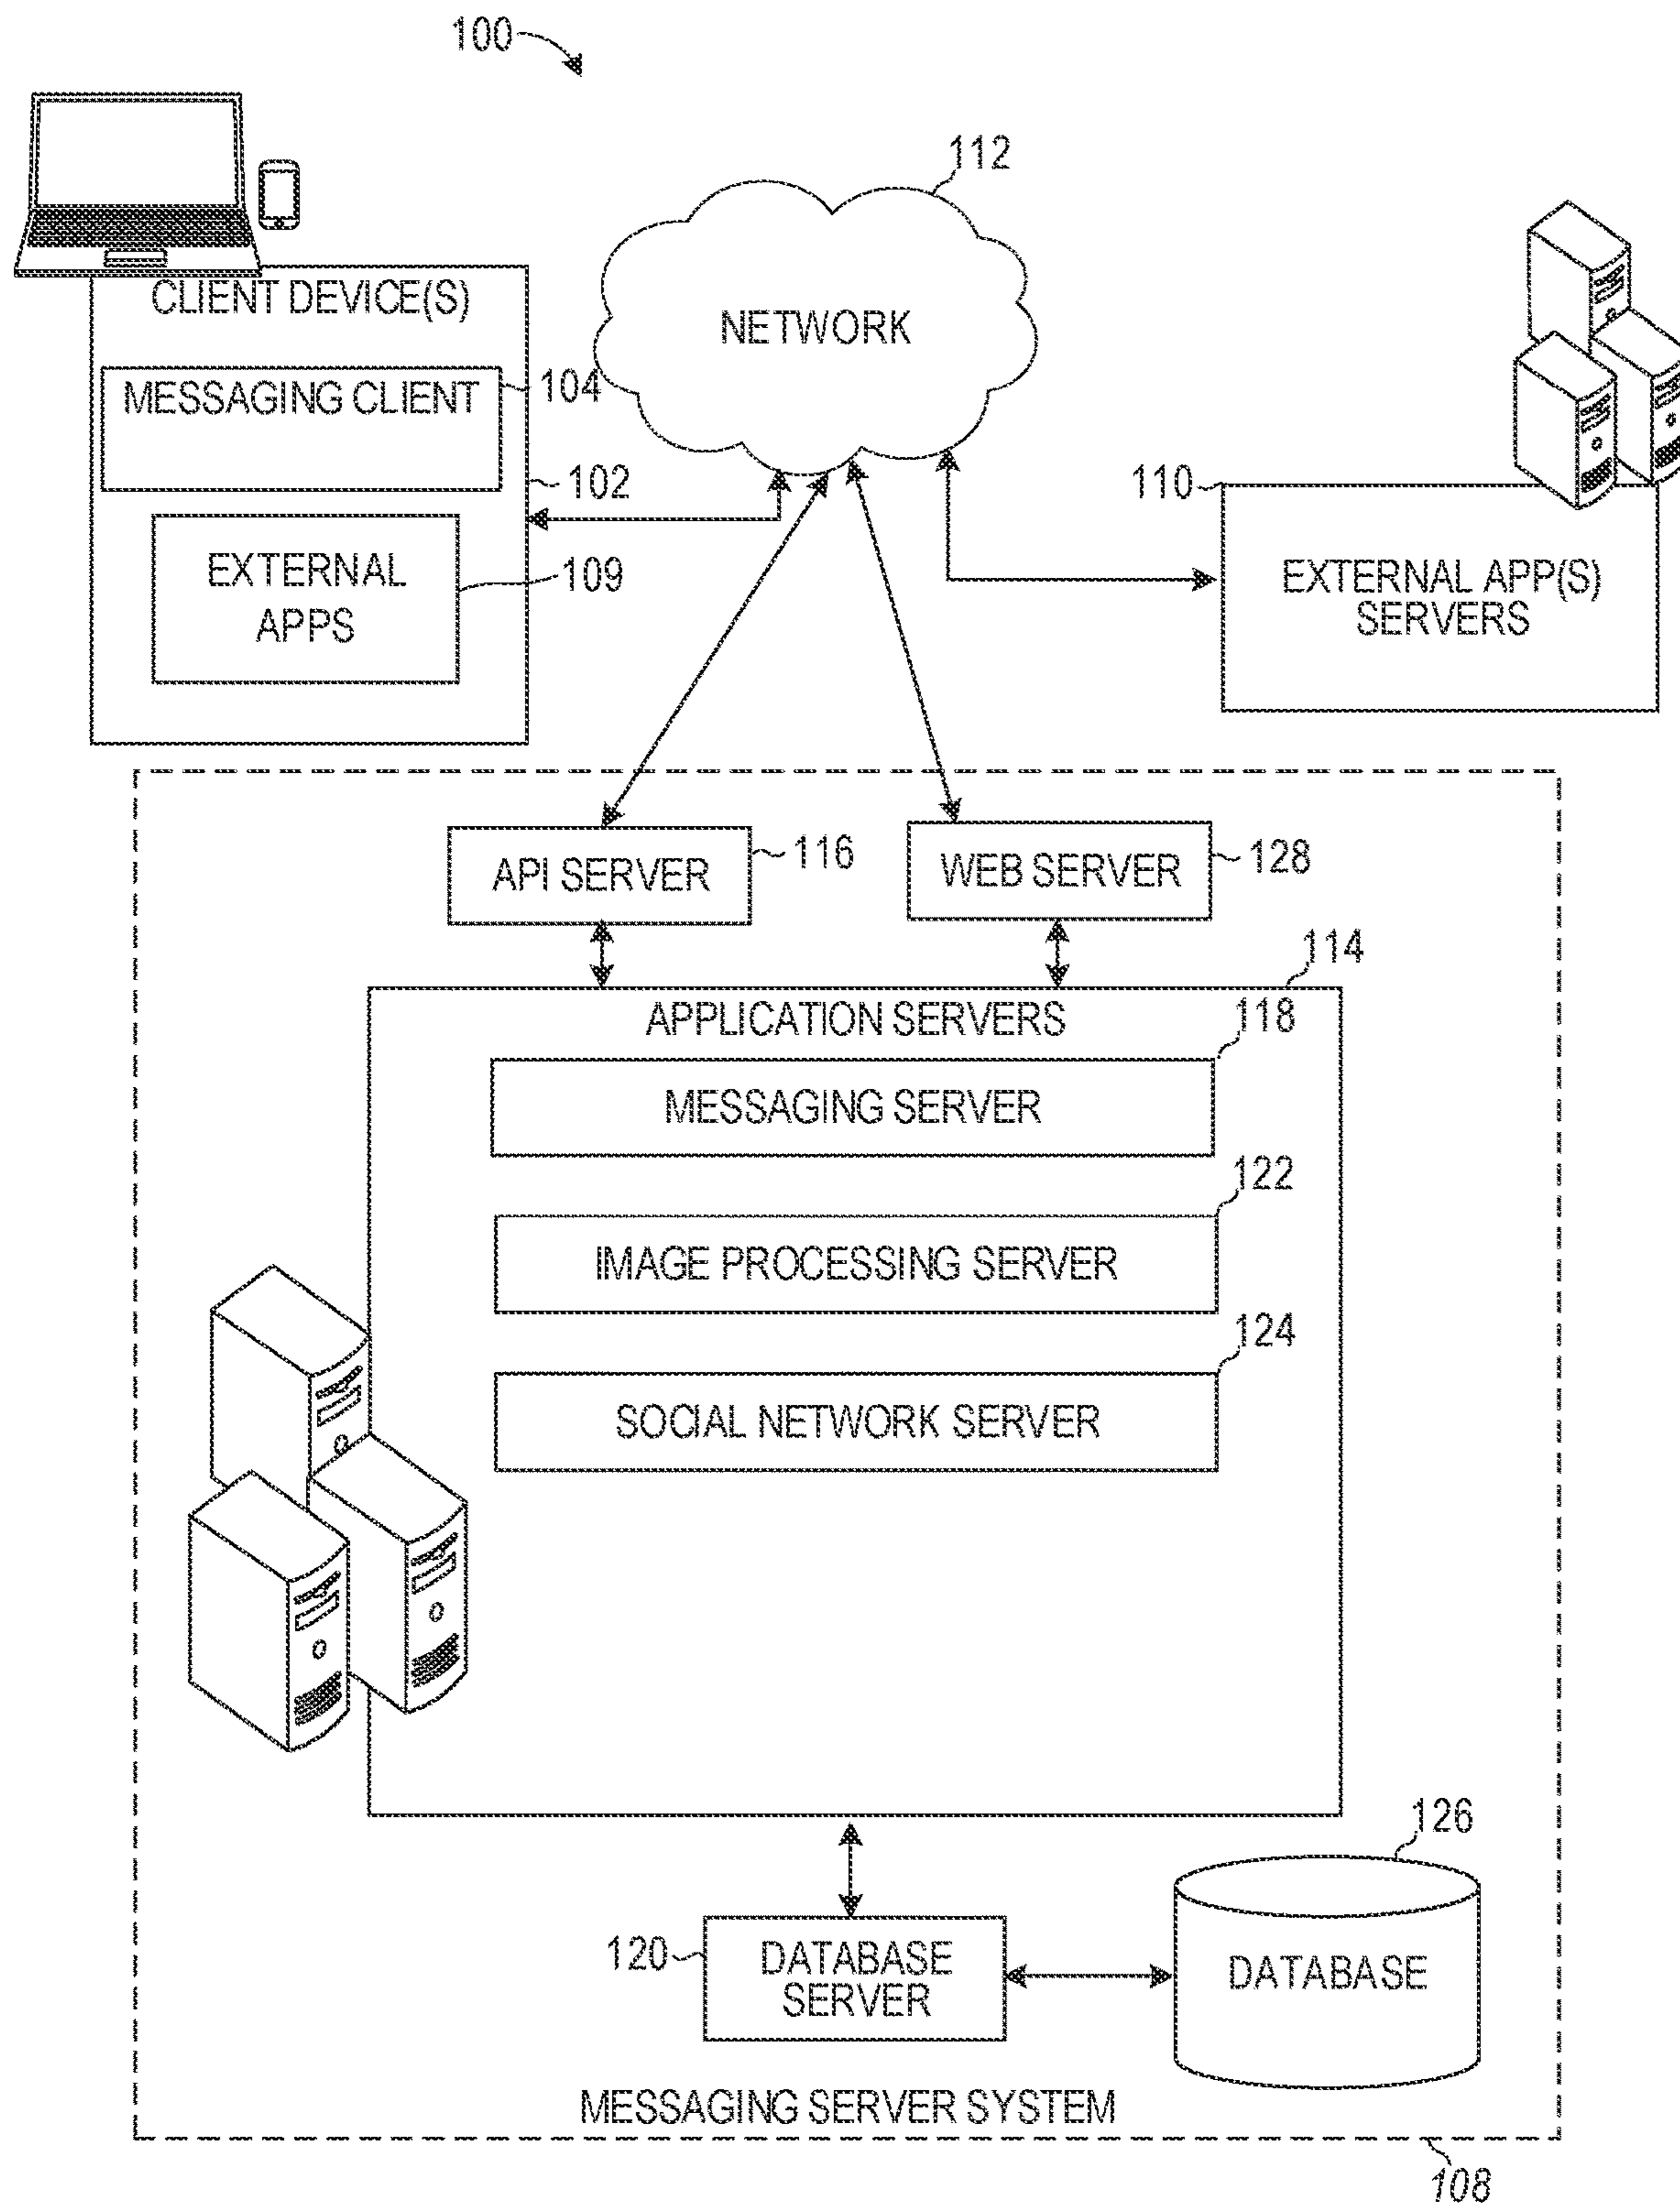 100
112
CLIENT DEVICE(S)
NETWORK
MESSAGING CLIENT
104
102
110
EXTERNAL
APPS
109
EXTERNAL APP(S)
SERVERS
API SERVER
116
WEB SERVER
128
114
APPLICATION SERVERS
118
MESSAGING SERVER
122
IMAGE PROCESSING SERVER
124
SOCIAL NETWORK SERVER
126
120
DATABASE
SERVER
DATABASE
MESSAGING SERVER SYSTEM
108